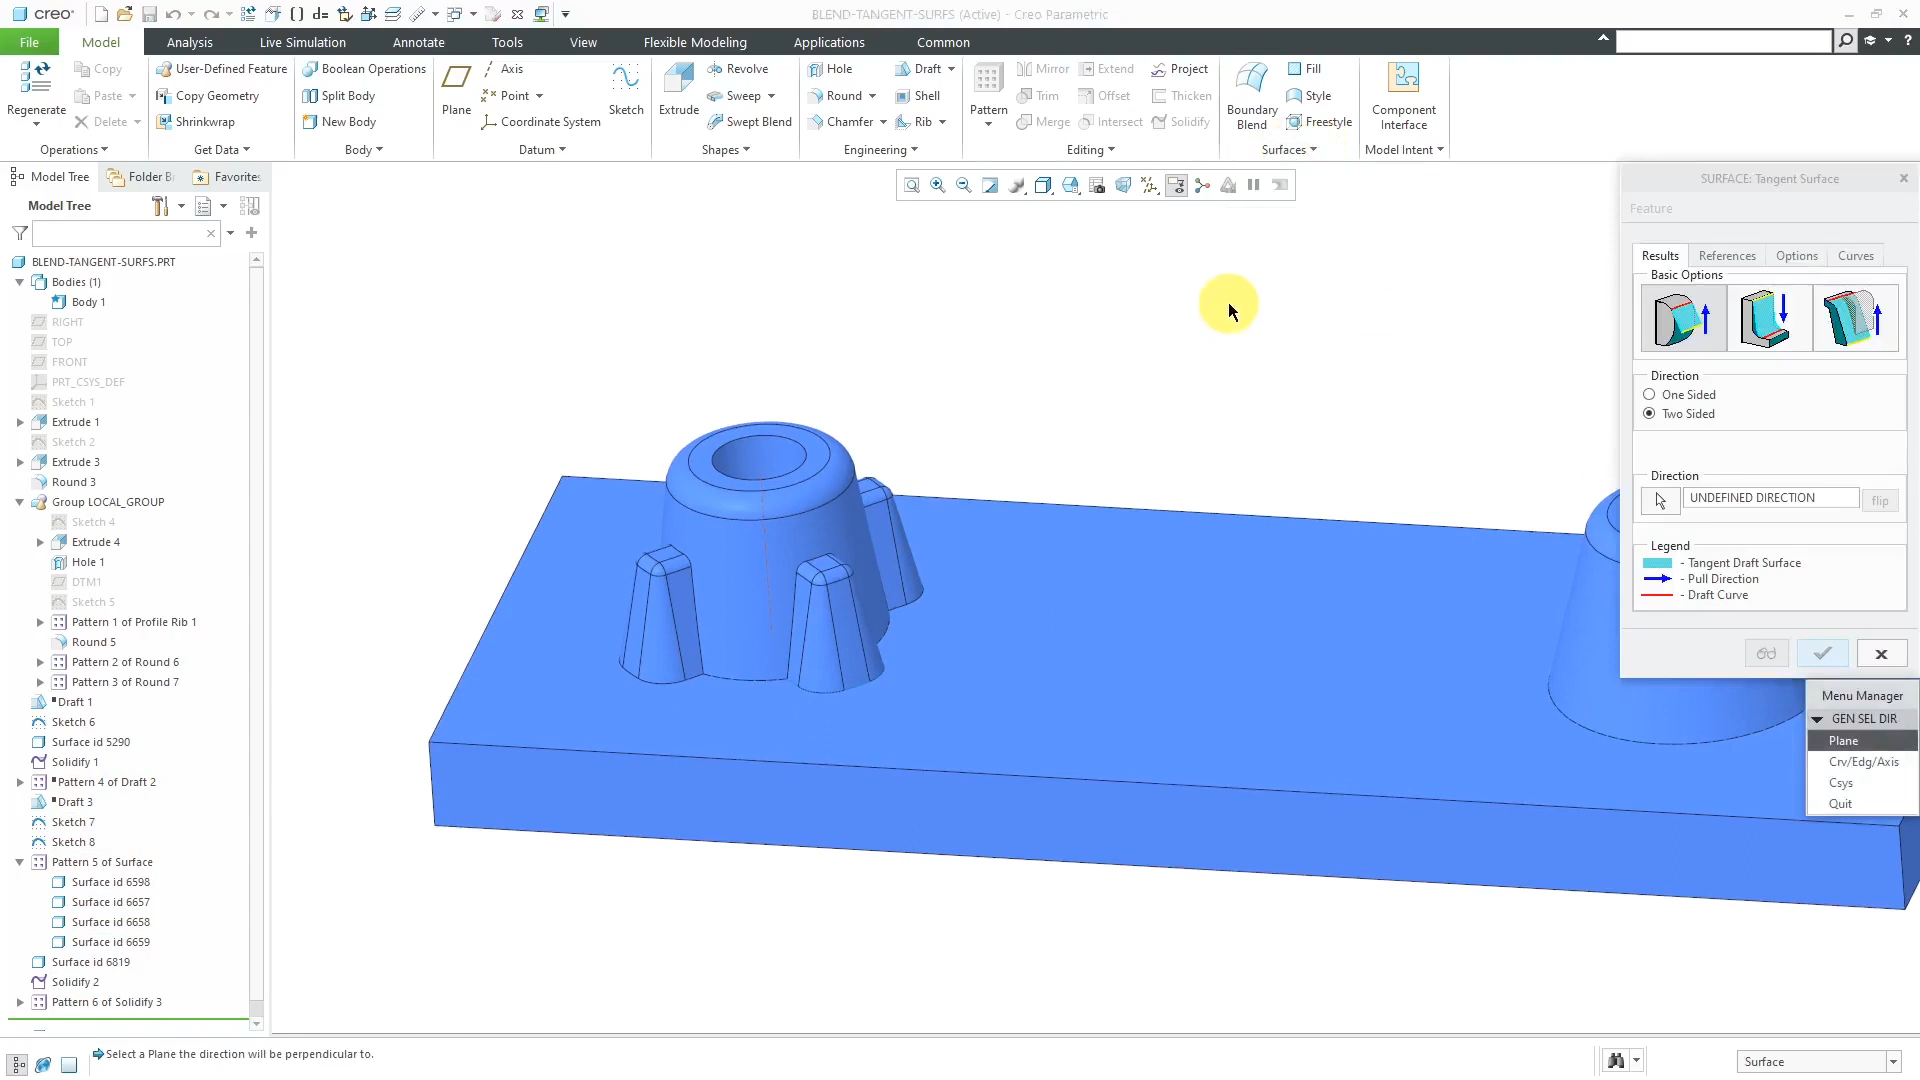 creo
BLEND-TANGENT-SURFS (Active) - Creo Parametric
File
Model
Analysis
Live Simulation
Annotate
Tools
View
Flexible Modeling
Applications
Common
Regenerate
Copy
Paste
Delete
User-Defined Feature
Copy Geometry
Shrinkwrap
Boolean Operations
Split Body
New Body
Plane
Axis
Point
Coordinate System
Sketch
Extrude
Revolve
Sweep
Swept Blend
Hole
Round
Chamfer
Draft
Shell
Rib
Pattern
Mirror
Trim
Merge
Extend
Offset
Intersect
Project
Thicken
Solidify
Boundary
Blend
Fill
Style
Freestyle
Component
Interface
Operations
Get Data
Body
Datum
Shapes
Engineering
Editing
Surfaces
Model Intent
Model Tree
Folder B
Favorites
Model Tree
BLEND-TANGENT-SURFS.PRT
Bodies (1)
Body 1
RIGHT
TOP
FRONT
PRT_CSYS_DEF
Sketch 1
Extrude 1
Sketch 2
Extrude 3
Round 3
Group LOCAL_GROUP
Sketch 4
Extrude 4
Hole 1
DTM1
Sketch 5
Pattern 1 of Profile Rib 1
Round 5
Pattern 2 of Round 6
Pattern 3 of Round 7
Draft 1
Sketch 6
Surface id 5290
Solidify 1
Pattern 4 of Draft 2
Draft 3
Sketch 7
Sketch 8
Pattern 5 of Surface
Surface id 6598
Surface id 6657
Surface id 6658
Surface id 6659
Surface id 6819
Solidify 2
Pattern 6 of Solidify 3
SURFACE: Tangent Surface
Feature
Results
References
Options
Curves
Basic Options
Direction
One Sided
Two Sided
Direction
UNDEFINED DIRECTION
flip
Legend
- Tangent Draft Surface
- Pull Direction
- Draft Curve
Menu Manager
GEN SEL DIR
Plane
Crv/Edg/Axis
Csys
Quit
Select a Plane the direction will be perpendicular to.
Surface